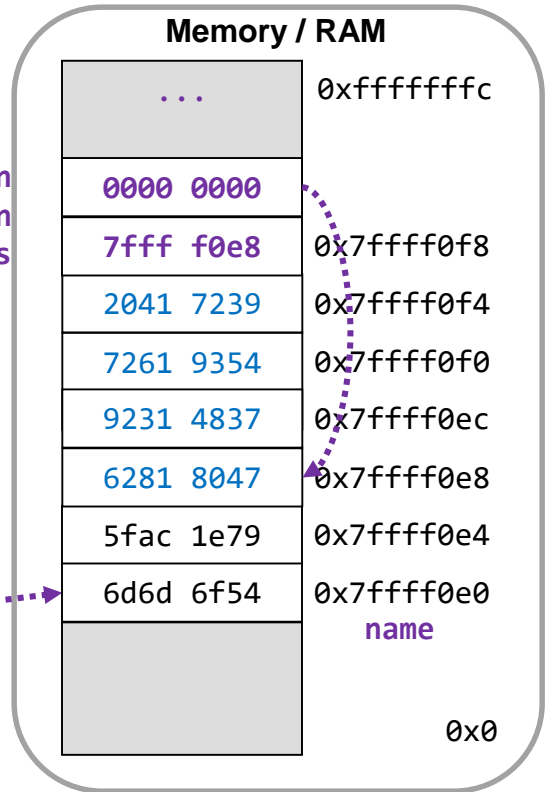 Memory / RAM
... 0xfffffffc
0000 0000
7fff f0e8 0x7ffff0f8
2041 7239 0x7ffff0f4
7261 9354 0x7ffff0f0
9231 4837 0x7ffff0ec
6281 8047 0x7ffff0e8
5fac 1e79 0x7ffff0e4
6d6d 6f54 0x7ffff0e0
name
0x0